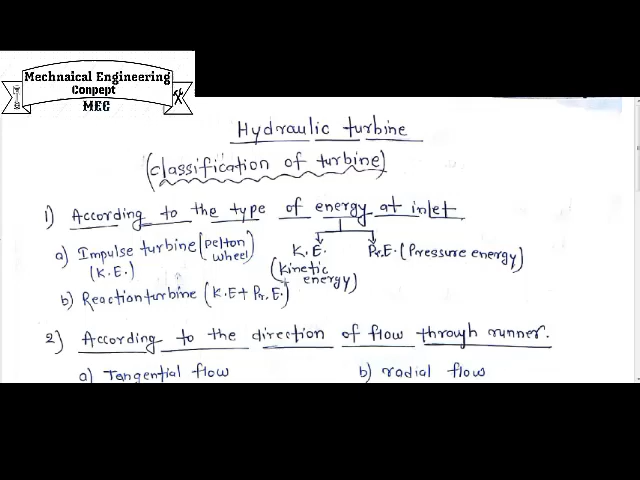 Mechnaical Engineering
Conpept
MEC
Hydraulic turbine
(classification of turbine)
1) According to the type of energy at inlet
a) Impulse turbine (pelton wheel) K.E. Pr.E. (Pressure energy)
(K.E.) (kinetic energy)
b) Reaction turbine (K.E + Pr. E.)
2) According to the direction of flow through runner.
a) Tangential flow b) radial flow